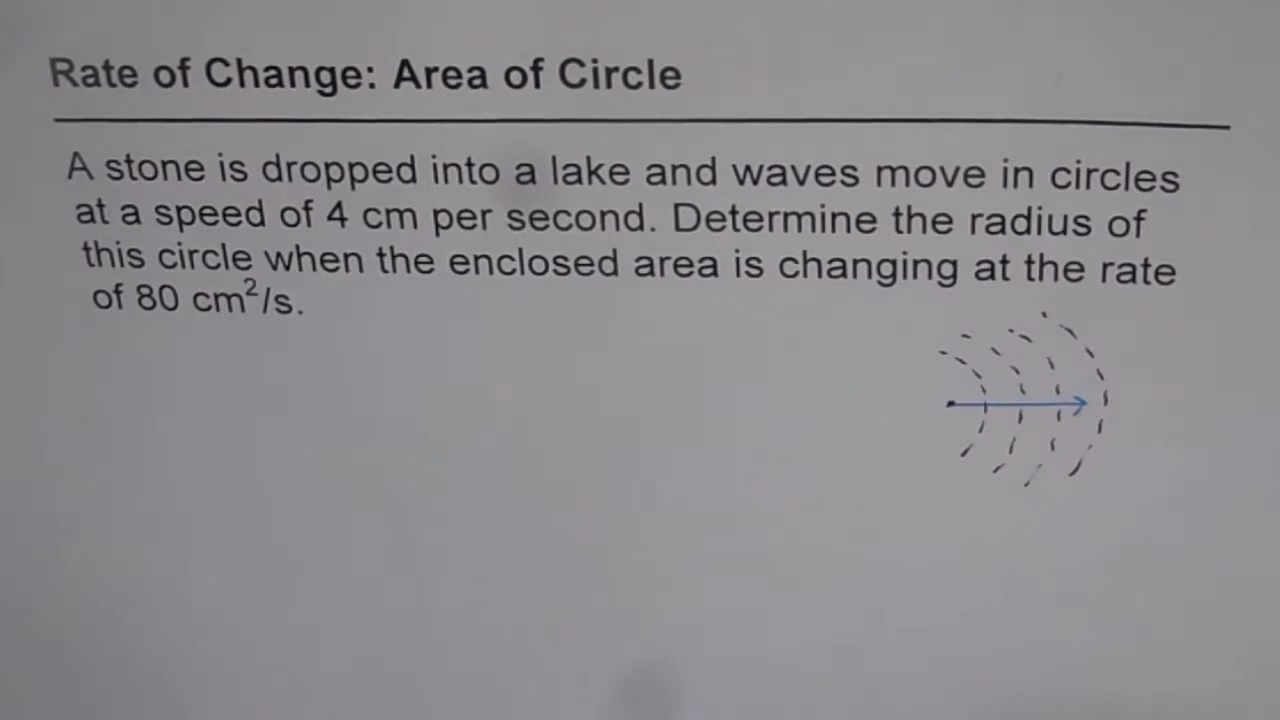 Rate of Change: Area of Circle
A stone is dropped into a lake and waves move in circles
at a speed of 4 cm per second. Determine the radius of
this circle when the enclosed area is changing at the rate
of 80 cm²/s.